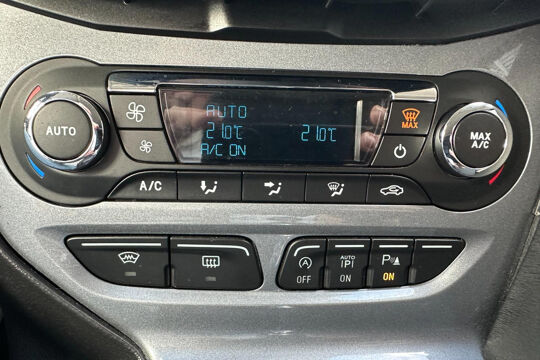 AUTO
21.0°C 21.0°C
A/C ON
AUTO
MAX
MAX
A/C
A/C
A
OFF
AUTO
P
ON
P
ON